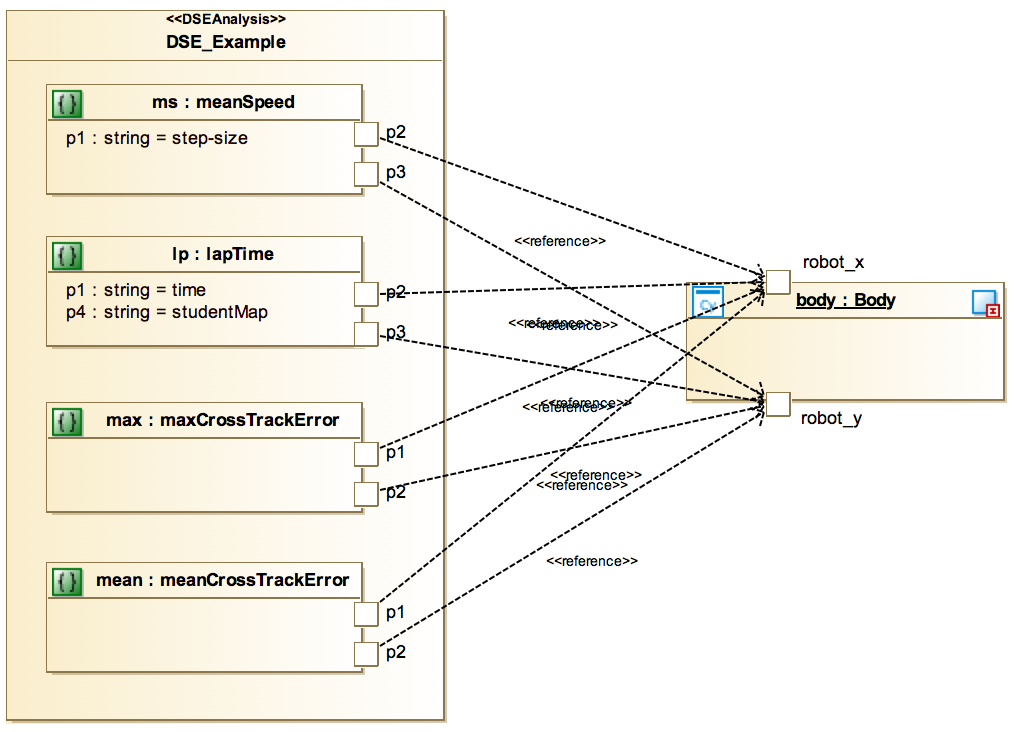 <<DSEAnalysis>>
DSE_Example
ms : meanSpeed
p1 : string = step-size
p2
p3
lp : lapTime
p1 : string = time
p4 : string = studentMap
p2
p3
max : maxCrossTrackError
p1
p2
mean : meanCrossTrackError
p1
p2
<<reference>>
<<reference>>
<<reference>>
<<reference>>
<<reference>>
<<reference>>
<<reference>>
<<reference>>
robot_x
body : Body
robot_y